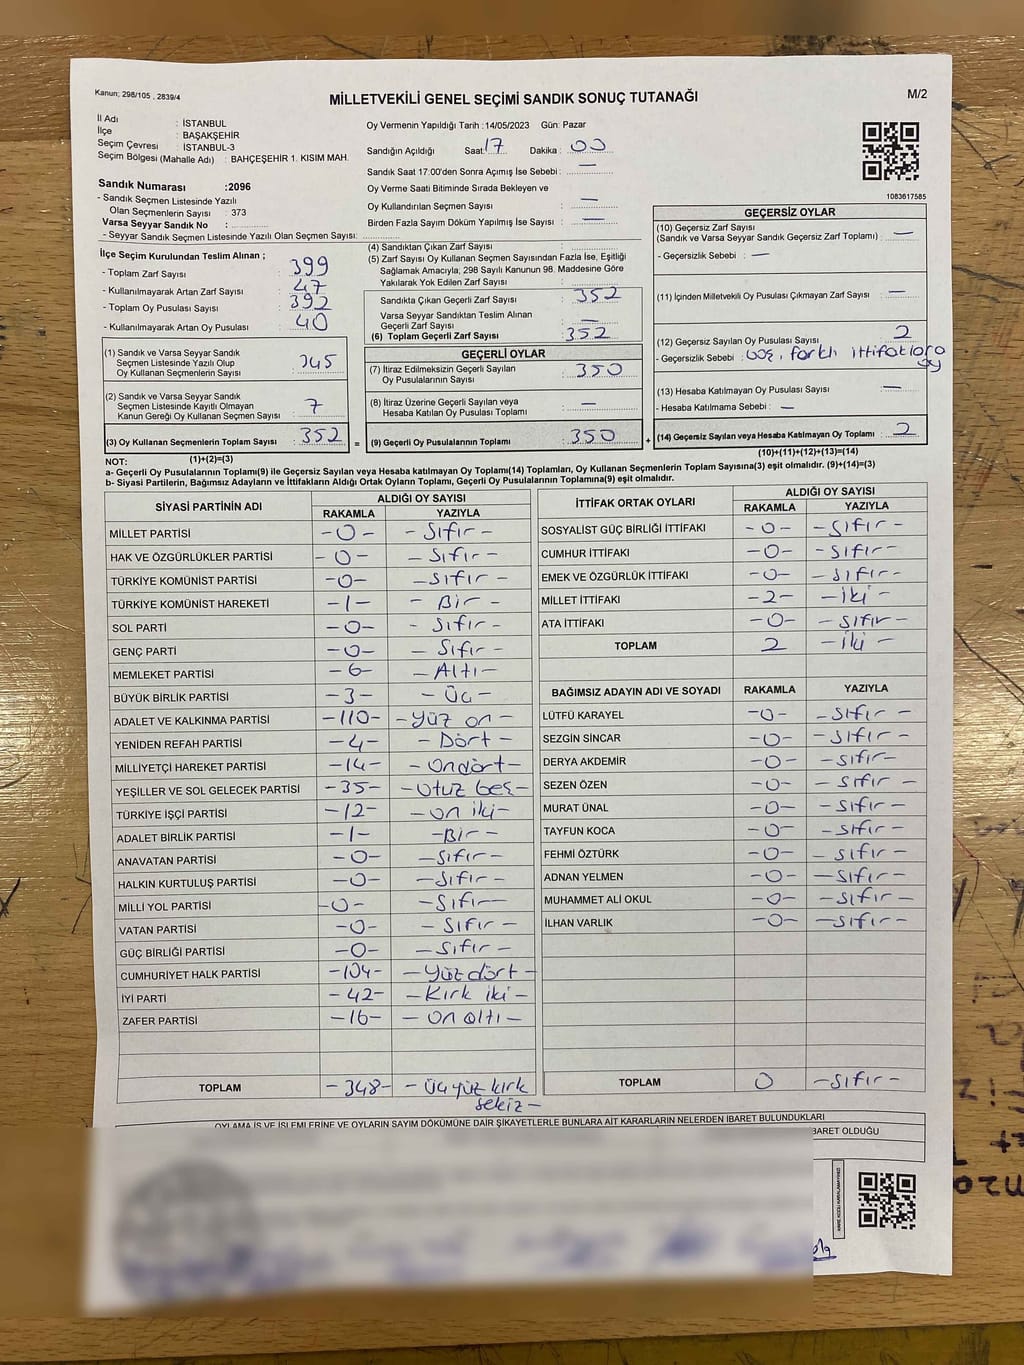 Kanun; 298/105 , 2839/4
MİLLETVEKİLİ GENEL SEÇİMİ SANDIK SONUÇ TUTANAĞI
M/2
İl Adı : İSTANBUL
İlçe : BAŞAKŞEHİR
Seçim Çevresi : İSTANBUL-3
Seçim Bölgesi (Mahalle Adı) : BAHÇEŞEHİR 1. KISIM MAH.
Oy Vermenin Yapıldığı Tarih : 14/05/2023 Gün: Pazar
Sandığın Açıldığı Saat: 17 Dakika : 00
Sandık Saat 17:00'den Sonra Açımış İse Sebebi : —
Oy Verme Saati Bitiminde Sırada Bekleyen ve
Oy Kullandırılan Seçmen Sayısı : —
Birden Fazla Sayım Döküm Yapılmış İse Sayısı : —
1083617585
Sandık Numarası :2096
- Sandık Seçmen Listesinde Yazılı
Olan Seçmenlerin Sayısı : 373
Varsa Seyyar Sandık No :
- Seyyar Sandık Seçmen Listesinde Yazılı Olan Seçmen Sayısı:
İlçe Seçim Kurulundan Teslim Alınan ;
- Toplam Zarf Sayısı : 399
- Kullanılmayarak Artan Zarf Sayısı : 47
- Toplam Oy Pusulası Sayısı : 392
- Kullanılmayarak Artan Oy Pusulası : 40
(1) Sandık ve Varsa Seyyar Sandık
Seçmen Listesinde Yazılı Olup
Oy Kullanan Seçmenlerin Sayısı : 345
(2) Sandık ve Varsa Seyyar Sandık
Seçmen Listesinde Kayıtlı Olmayan
Kanun Gereği Oy Kullanan Seçmen Sayısı : 7
(3) Oy Kullanan Seçmenlerin Toplam Sayısı : 352 =
(1)+(2)=(3)
(4) Sandıktan Çıkan Zarf Sayısı :
(5) Zarf Sayısı Oy Kullanan Seçmen Sayısından Fazla İse, Eşitliği
Sağlamak Amacıyla; 298 Sayılı Kanunun 98. Maddesine Göre
Yakılarak Yok Edilen Zarf Sayısı :
Sandıkta Çıkan Geçerli Zarf Sayısı : 352
Varsa Seyyar Sandıktan Teslim Alınan
Geçerli Zarf Sayısı : —
(6) Toplam Geçerli Zarf Sayısı : 352
GEÇERLİ OYLAR
(7) İtiraz Edilmeksizin Geçerli Sayılan
Oy Pusulalarının Sayısı : 350
(8) İtiraz Üzerine Geçerli Sayılan veya
Hesaba Katılan Oy Pusulası Toplamı : —
(9) Geçerli Oy Pusulalarının Toplamı : 350 +
GEÇERSİZ OYLAR
(10) Geçersiz Zarf Sayısı
(Sandık ve Varsa Seyyar Sandık Geçersiz Zarf Toplamı) : —
- Geçersizlik Sebebi : —
(11) İçinden Milletvekili Oy Pusulası Çıkmayan Zarf Sayısı : —
(12) Geçersiz Sayılan Oy Pusulası Sayısı : 2
- Geçersizlik Sebebi : boş, farklı ittifaklara
oy
(13) Hesaba Katılmayan Oy Pusulası Sayısı : —
- Hesaba Katılmama Sebebi : —
(14) Geçersiz Sayılan veya Hesaba Katılmayan Oy Toplamı : 2
(10)+(11)+(12)+(13)=(14)
NOT:
a- Geçerli Oy Pusulalarının Toplamı(9) ile Geçersiz Sayılan veya Hesaba katılmayan Oy Toplamı(14) Toplamları, Oy Kullanan Seçmenlerin Toplam Sayısına(3) eşit olmalıdır. (9)+(14)=(3)
b- Siyasi Partilerin, Bağımsız Adayların ve İttifakların Aldığı Oyların Toplamı, Geçerli Oy Pusulalarının Toplamına(9) eşit olmalıdır.
SİYASİ PARTİNİN ADI ALDIĞI OY SAYISI
RAKAMLA YAZIYLA
MİLLET PARTİSİ -0- - Sıfır -
HAK VE ÖZGÜRLÜKLER PARTİSİ -0- - Sıfır -
TÜRKİYE KOMÜNİST PARTİSİ -0- -Sıfır -
TÜRKİYE KOMÜNİST HAREKETİ -1- - Bir -
SOL PARTİ -0- - Sıfır -
GENÇ PARTİ -0- - Sıfır -
MEMLEKET PARTİSİ -6- -Altı-
BÜYÜK BİRLİK PARTİSİ -3- - Üç -
ADALET VE KALKINMA PARTİSİ -110- -Yüz on -
YENİDEN REFAH PARTİSİ -4- - Dört -
MİLLİYETÇİ HAREKET PARTİSİ -14- -Ondört-
YEŞİLLER VE SOL GELECEK PARTİSİ -35- -Otuz beş-
TÜRKİYE İŞÇİ PARTİSİ -12- -On iki-
ADALET BİRLİK PARTİSİ -1- -Bir -
ANAVATAN PARTİSİ -0- -Sıfır -
HALKIN KURTULUŞ PARTİSİ -0- -Sıfır -
MİLLİ YOL PARTİSİ -0- -Sıfır-
VATAN PARTİSİ -0- - Sıfır -
GÜÇ BİRLİĞİ PARTİSİ -0- -Sıfır -
CUMHURİYET HALK PARTİSİ -104- -Yüz dört -
İYİ PARTİ -42- -Kırk iki -
ZAFER PARTİSİ -16- - On altı -
TOPLAM -348- - Üç yüz kırk
sekiz -
İTTİFAK ORTAK OYLARI ALDIĞI OY SAYISI
RAKAMLA YAZIYLA
SOSYALİST GÜÇ BİRLİĞİ İTTİFAKI -0- -Sıfır -
CUMHUR İTTİFAKI -0- -Sıfır -
EMEK VE ÖZGÜRLÜK İTTİFAKI -0- -Sıfır-
MİLLET İTTİFAKI -2- -İki -
ATA İTTİFAKI -0- - Sıfır -
TOPLAM 2 -İki -
BAĞIMSIZ ADAYIN ADI VE SOYADI RAKAMLA YAZIYLA
LÜTFÜ KARAYEL -0- -Sıfır -
SEZGİN SİNCAR -0- -Sıfır -
DERYA AKDEMİR -0- -Sıfır-
SEZEN ÖZEN -0- -Sıfır -
MURAT ÜNAL -0- -Sıfır -
TAYFUN KOCA -0- -Sıfır -
FEHMİ ÖZTÜRK -0- - Sıfır -
ADNAN YELMEN -0- -Sıfır -
MUHAMMET ALİ OKUL -0- -Sıfır -
İLHAN VARLIK -0- -Sıfır -
TOPLAM 0 -Sıfır -
OYLAMA İŞ VE İŞLEMLERİNE VE OYLARIN SAYIM DÖKÜMÜNE DAİR ŞİKAYETLERLE BUNLARA AİT KARARLARIN NELERDEN İBARET BULUNDUKLARI
BARET OLDUĞU